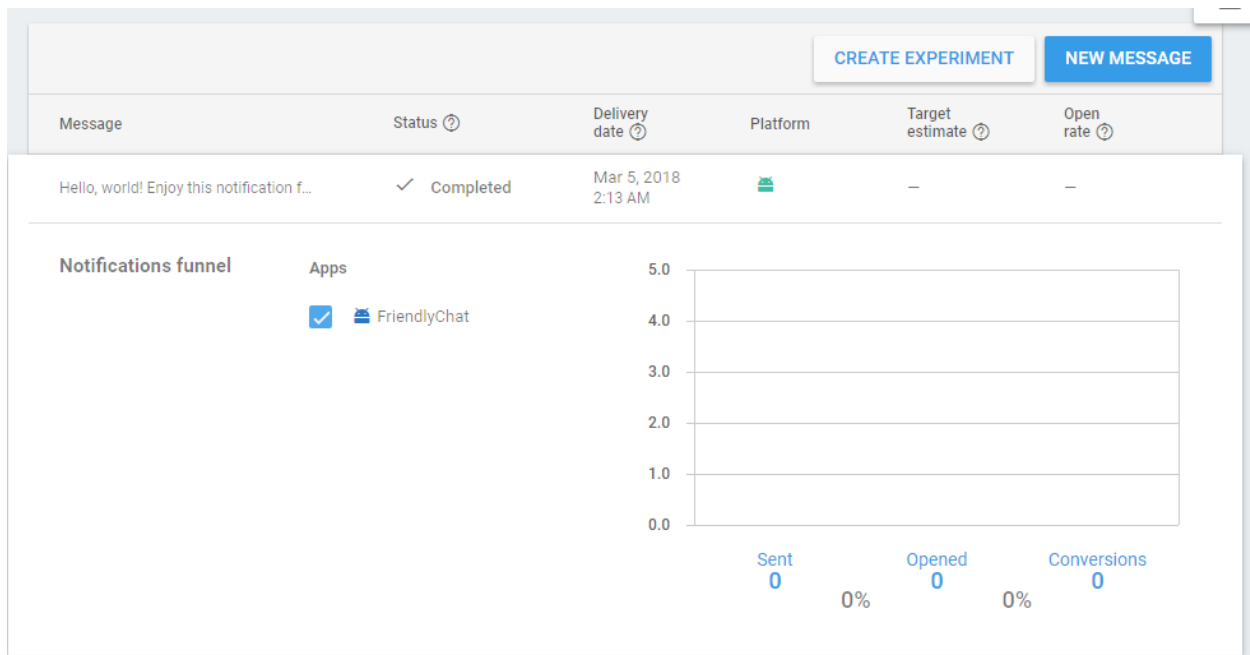 CREATE EXPERIMENT
NEW MESSAGE
Message
Status
Delivery
date
Platform
Target
estimate
Open
rate
Hello, world! Enjoy this notification f...
Completed
Mar 5, 2018
2:13 AM
–
–
Notifications funnel
Apps
FriendlyChat
5.0
4.0
3.0
2.0
1.0
0.0
Sent
0
0%
Opened
0
0%
Conversions
0